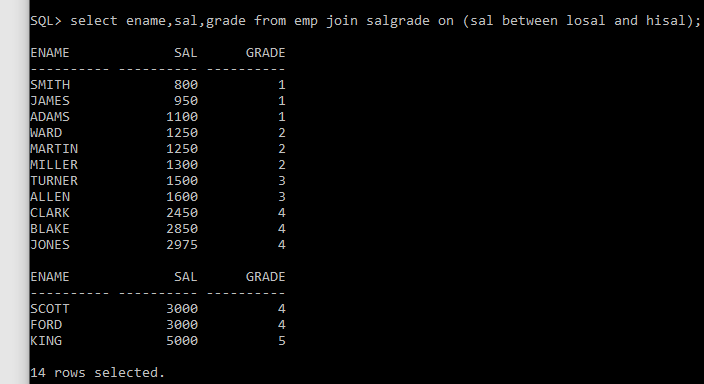 SQL> select ename,sal,grade from emp join salgrade on (sal between losal and hisal);
ENAME             SAL      GRADE
---------- ---------- ----------
SMITH             800          1
JAMES             950          1
ADAMS            1100          1
WARD             1250          2
MARTIN           1250          2
MILLER           1300          2
TURNER           1500          3
ALLEN            1600          3
CLARK            2450          4
BLAKE            2850          4
JONES            2975          4
ENAME             SAL      GRADE
---------- ---------- ----------
SCOTT            3000          4
FORD             3000          4
KING             5000          5
14 rows selected.